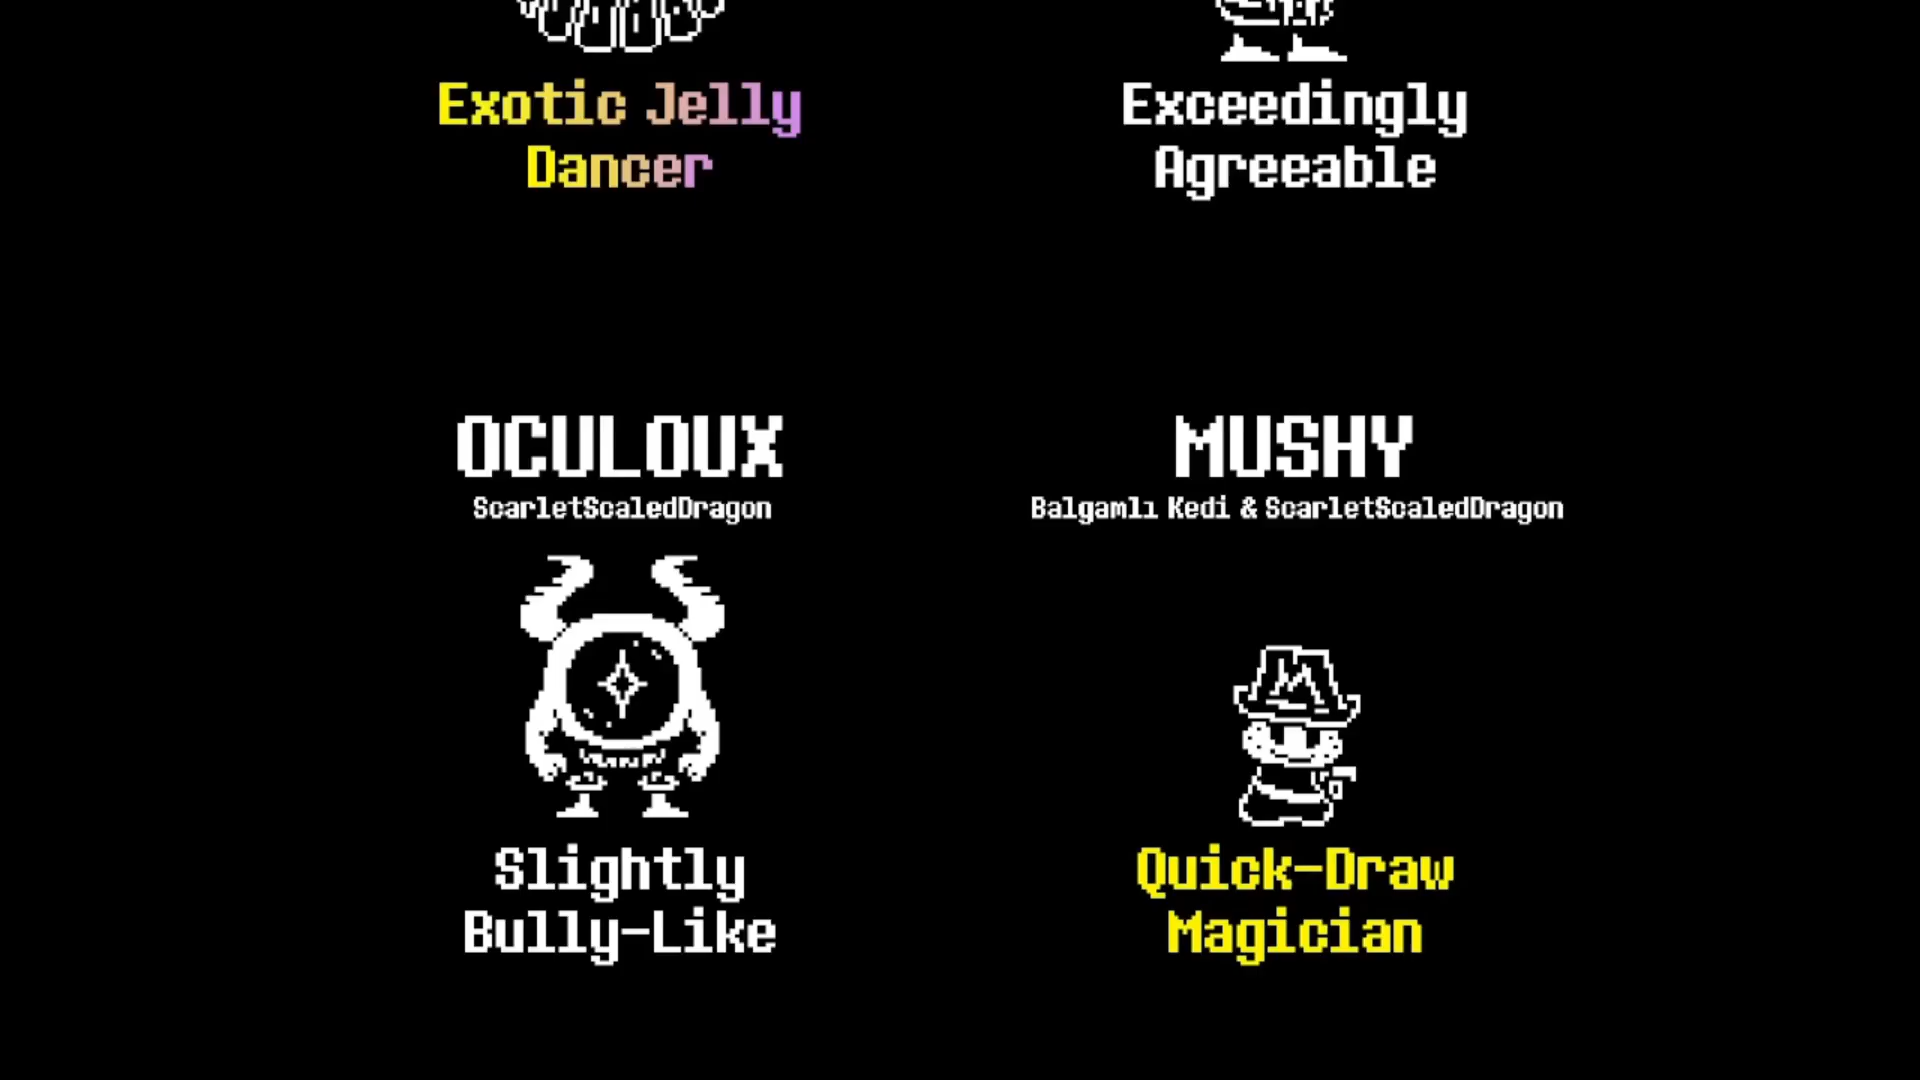 Exotic Jelly
Dancer
Exceedingly
Agreeable
OCULOUX
ScarletScaledDragon
Slightly
Bully-Like
MUSHY
Balgamlı Kedi & ScarletScaledDragon
M
Quick-Draw
Magician